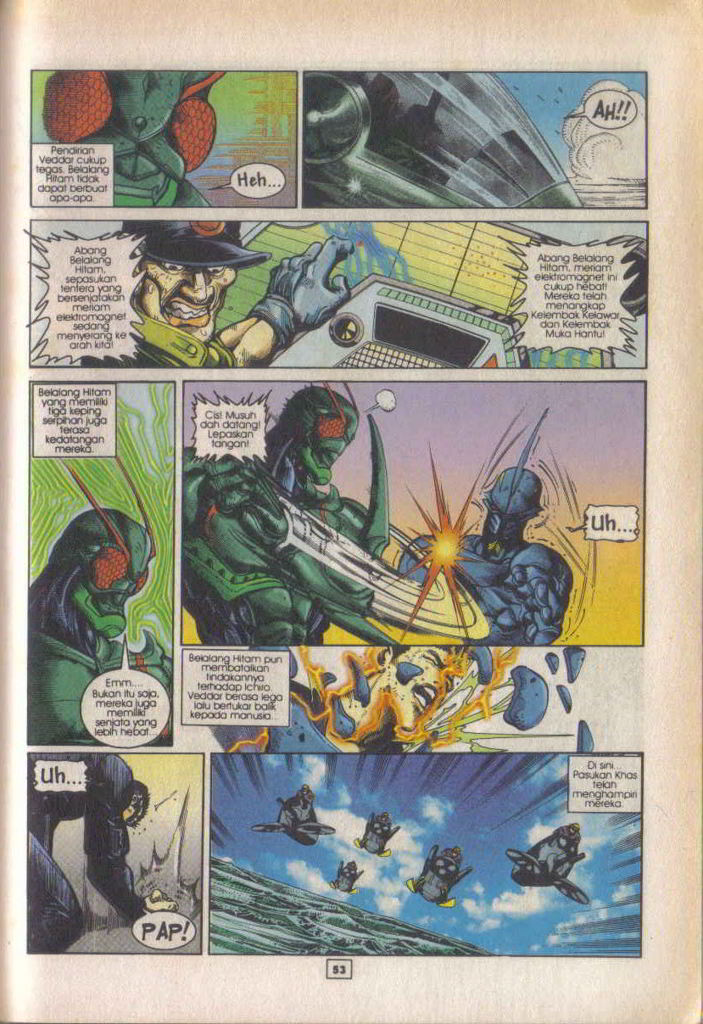 Pendirian
Veddar cukup
tegas. Belalang
Hitam tidak
dapat berbuat
apa-apa.
Heh...
AH!!
Abang
Belalang
Hitam,
sepasukan
tentera yang
bersenjatakan
meriam
elektromagnet
sedang
menyerang ke
arah kita!
Abang Belalang
Hitam, meriam
elektromagnet ini
cukup hebat!
Mereka telah
menangkap
Kelembak Kelawar
dan Kelembak
Muka Hantu!
Belalang Hitam
yang memiliki
tiga keping
serpihan juga
terasa
kedatangan
mereka.
Emm....
Bukan itu saja,
mereka juga
memiliki
senjata yang
lebih hebat...
Cis! Musuh
dah datang!
Lepaskan
tangan!
Uh...
Belalang Hitam pun
membatalkan
tindakannya
terhadap Ichiro.
Veddar berasa lega
lalu bertukar balik
kepada manusia...
Uh...
PAP!
Di sini...
Pasukan Khas
telah
menghampiri
mereka.
53